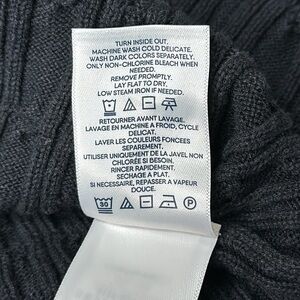 TURN INSIDE OUT.
MACHINE WASH COLD DELICATE.
WASH DARK COLORS SEPARATELY.
ONLY NON-CHLORINE BLEACH WHEN
NEEDED.
REMOVE PROMPTLY.
LAY FLAT TO DRY.
LOW STEAM IRON IF NEEDED.
RETOURNER AVANT LAVAGE.
LAVAGE EN MACHINE A FROID, CYCLE
DELICAT.
LAVER LES COULEURS FONCEES
SEPAREMENT.
UTILISER UNIQUEMENT DE LA JAVEL NON
CHLORÉE SI BESOIN.
RINCER RAPIDEMENT.
SECHAGE A PLAT.
SI NECESSAIRE, REPASSER A VAPEUR
DOUCE.
30 P